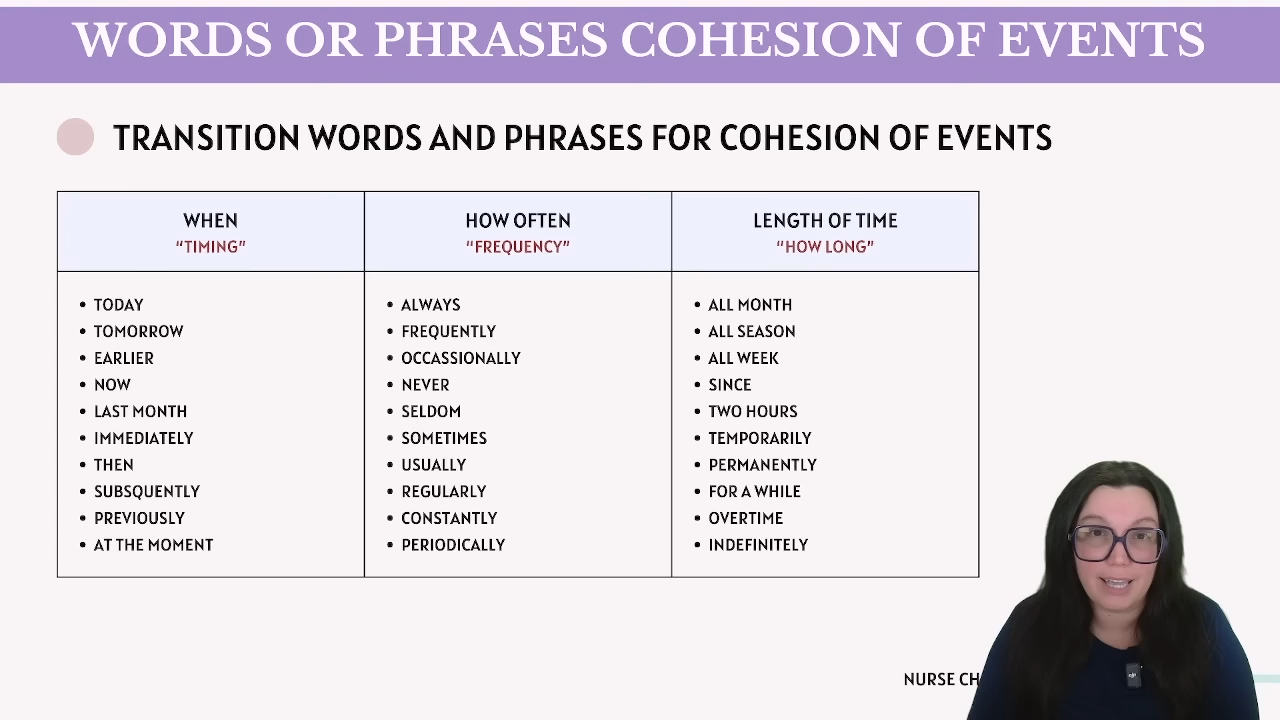 WORDS OR PHRASES COHESION OF EVENTS
TRANSITION WORDS AND PHRASES FOR COHESION OF EVENTS
WHEN
"TIMING"
TODAY
TOMORROW
EARLIER
NOW
LAST MONTH
IMMEDIATELY
THEN
SUBSQUENTLY
PREVIOUSLY
AT THE MOMENT
HOW OFTEN
"FREQUENCY"
ALWAYS
FREQUENTLY
OCCASSIONALLY
NEVER
SELDOM
SOMETIMES
USUALLY
REGULARLY
CONSTANTLY
PERIODICALLY
LENGTH OF TIME
"HOW LONG"
ALL MONTH
ALL SEASON
ALL WEEK
SINCE
TWO HOURS
TEMPORARILY
PERMANENTLY
FOR A WHILE
OVERTIME
INDEFINITELY
NURSE CH